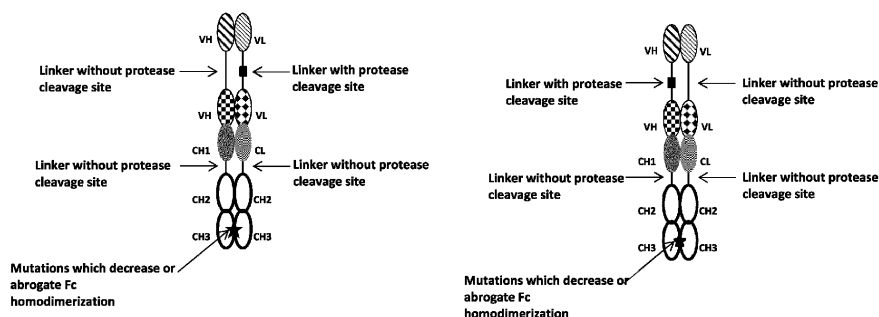 VH VL
Linker without protease
cleavage site
Linker with protease
cleavage site
VH VL
CH1 CL
Linker without protease
cleavage site
Linker without protease
cleavage site
CH2 CH2
CH3 CH3
Mutations which decrease or
abrogate Fc
homodimerization
VH VL
Linker with protease
cleavage site
Linker without protease
cleavage site
VH VL
CH1 CL
Linker without protease
cleavage site
Linker without protease
cleavage site
CH2 CH2
CH3 CH3
Mutations which decrease or
abrogate Fc
homodimerization